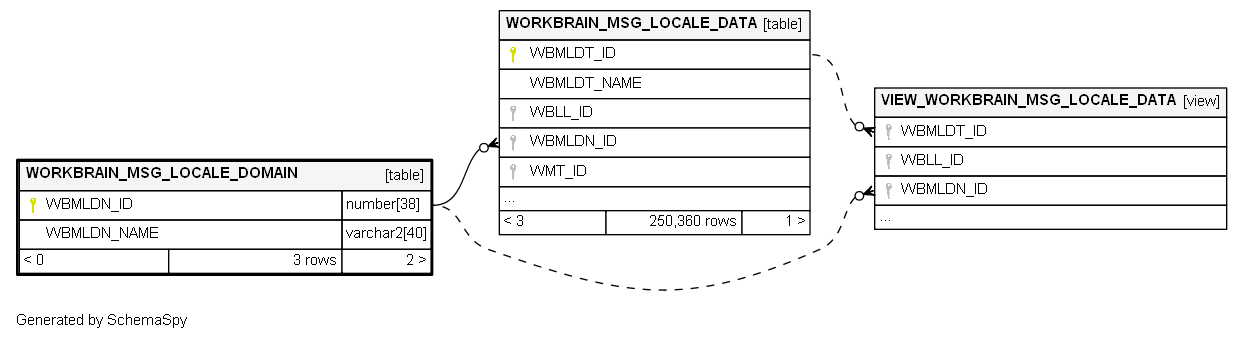 WORKBRAIN_MSG_LOCALE_DATA [table]
WBMLDT_ID
WBMLDT_NAME
WBLL_ID
WBMLDN_ID
WMT_ID
...
< 3 250,360 rows 1 >
VIEW_WORKBRAIN_MSG_LOCALE_DATA [view]
WBMLDT_ID
WBLL_ID
WBMLDN_ID
...
WORKBRAIN_MSG_LOCALE_DOMAIN [table]
WBMLDN_ID number[38]
WBMLDN_NAME varchar2[40]
< 0 3 rows 2 >
Generated by SchemaSpy